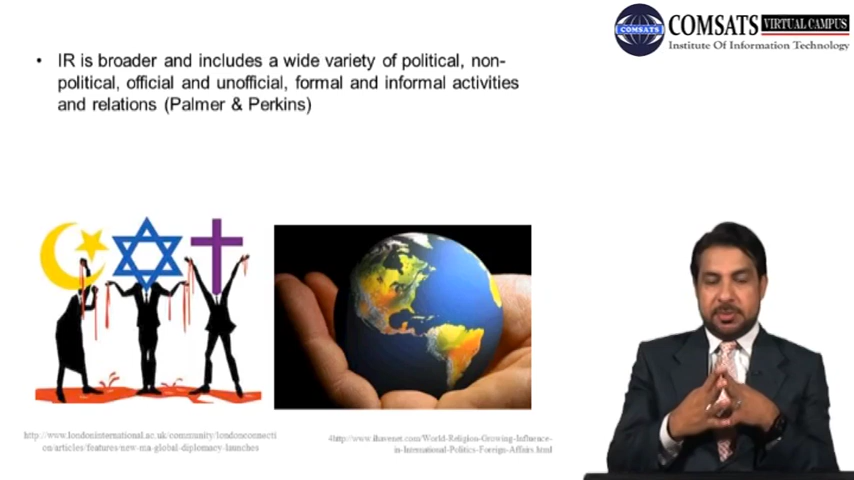 COMSATS VIRTUAL CAMPUS
COMSATS
Institute Of Information Technology
• IR is broader and includes a wide variety of political, non-
political, official and unofficial, formal and informal activities
and relations (Palmer & Perkins)
http://www.londoninternational.ac.uk/community/londonconnecti
on/articles/features/new-ma-global-diplomacy-launches
4http://www.ihavenet.com/World-Religion-Growing-Influence-
in-International-Politics-Foreign-Affairs.html